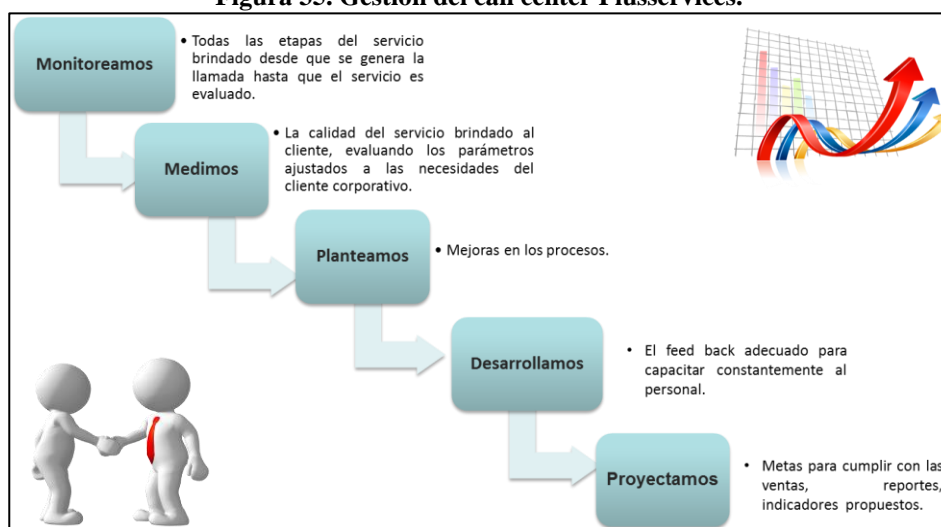 Figura 35. Gestión del call center Plusservices.
Monitoreamos
• Todas las etapas del servicio
brindado desde que se genera la
llamada hasta que el servicio es
evaluado.
Medimos
• La calidad del servicio brindado al
cliente, evaluando los parámetros
ajustados a las necesidades del
cliente corporativo.
Planteamos
• Mejoras en los procesos.
Desarrollamos
• El feed back adecuado para
capacitar constantemente al
personal.
Proyectamos
• Metas para cumplir con las
ventas, reportes,
indicadores propuestos.